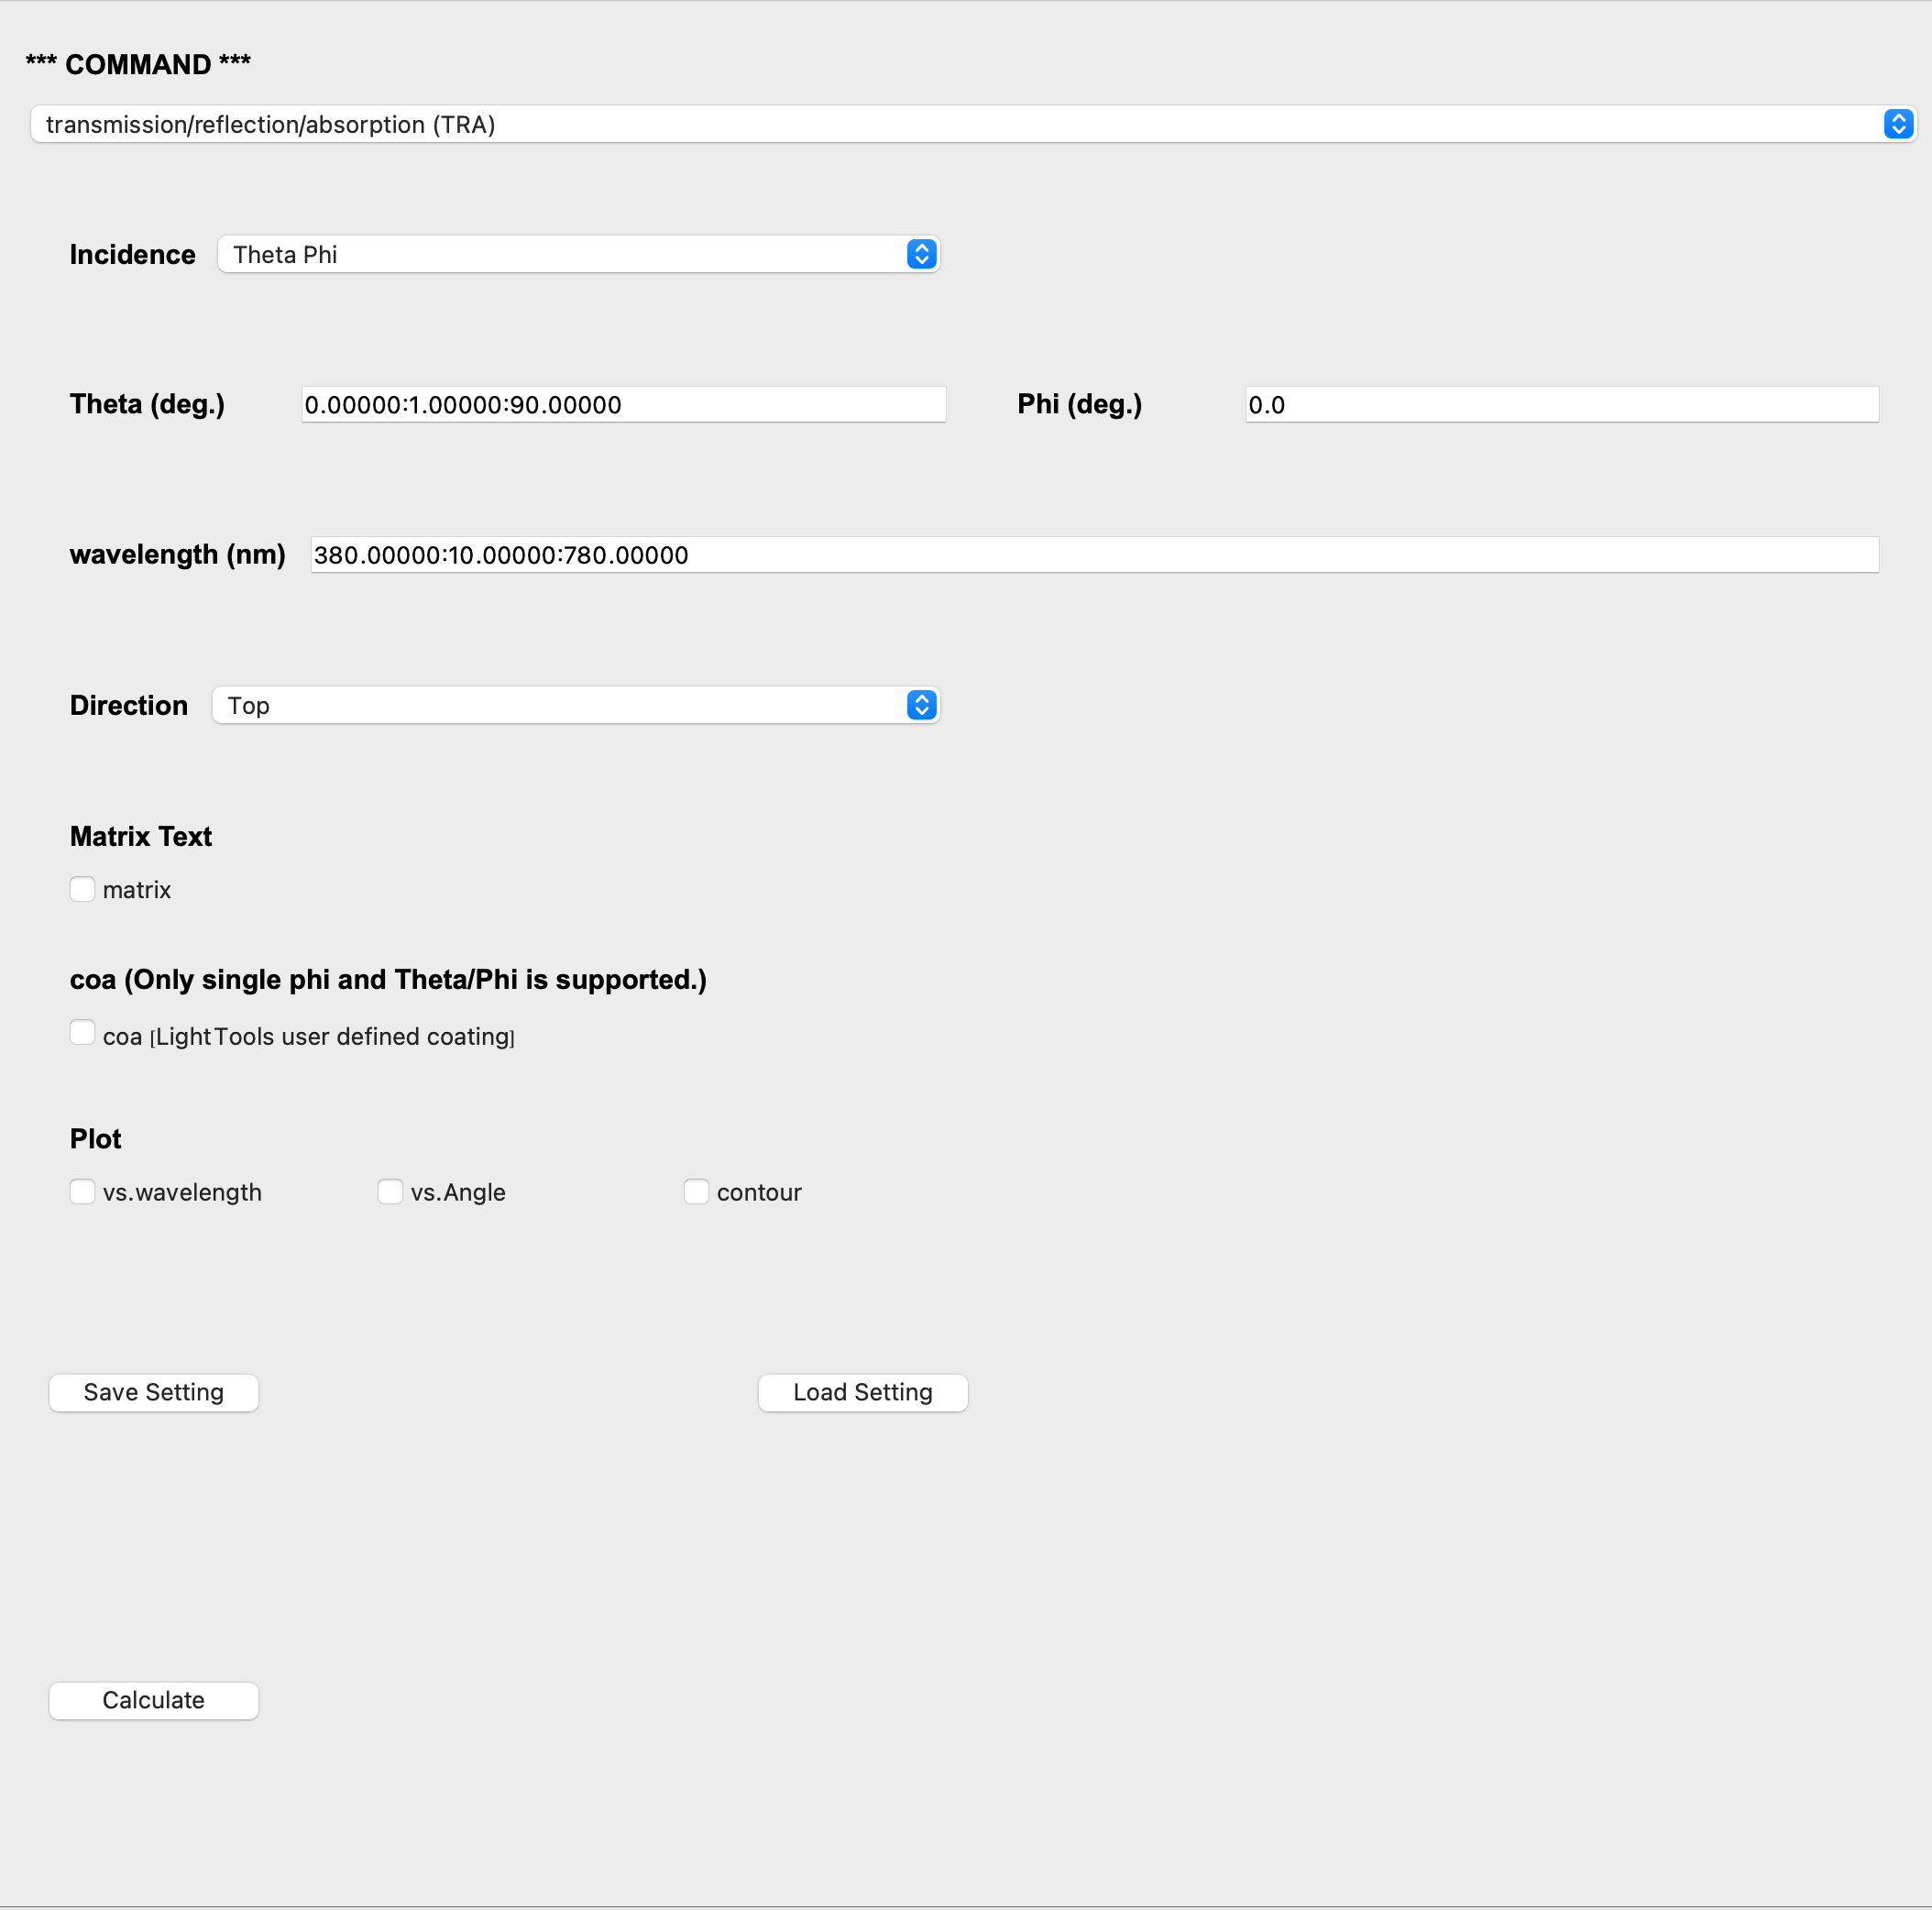 *** COMMAND ***
transmission/reflection/absorption (TRA)
Incidence Theta Phi
Theta (deg.) 0.00000:1.00000:90.00000 Phi (deg.) 0.0
wavelength (nm) 380.00000:10.00000:780.00000
Direction Top
Matrix Text
matrix
coa (Only single phi and Theta/Phi is supported.)
coa [LightTools user defined coating]
Plot
vs.wavelength vs.Angle contour
Save Setting Load Setting
Calculate